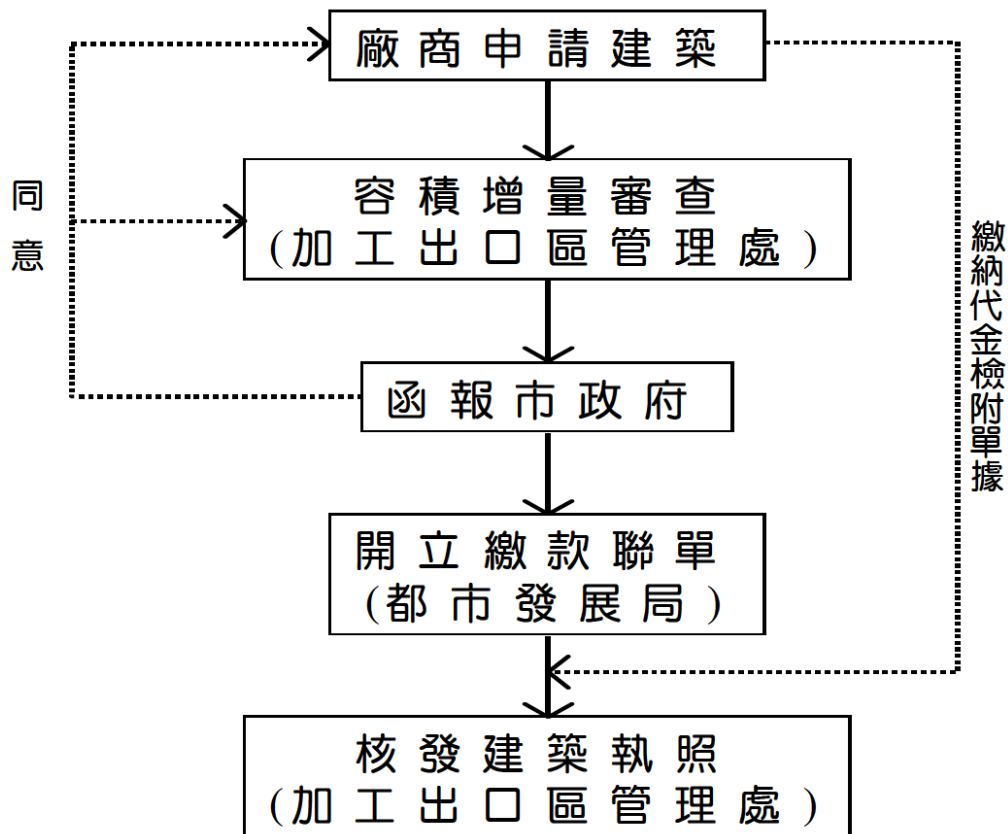 廠商申請建築
容積增量審查
(加工出口區管理處)
同意
函報市政府
繳納代金檢附單據
開立繳款聯單
(都市發展局)
核發建築執照
(加工出口區管理處)